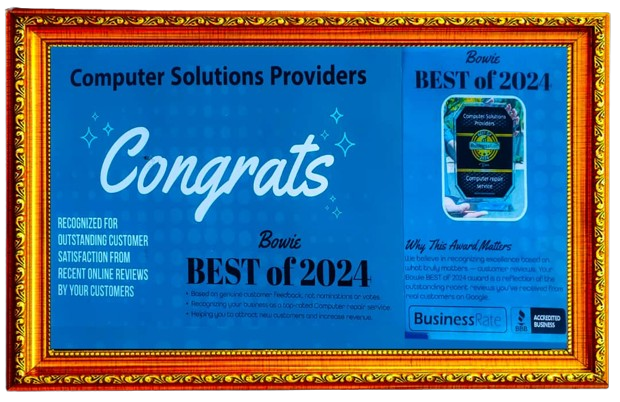 Computer Solutions Providers
Congrats
RECOGNIZED FOR
OUTSTANDING CUSTOMER
SATISFACTION FROM
RECENT ONLINE REVIEWS
BY YOUR CUSTOMERS
Bowie
BEST of 2024
• Based on genuine customer feedback, not nominations or votes.
• Recognizing your business as a top-rated Computer repair service.
• Helping you to attract new customers and increase revenue.
Bowie
BEST of 2024
Computer Solutions
Providers
Computer repair
service
Why This Award Matters
We believe in recognizing excellence based on
what truly matters — customer reviews. Your
Bowie BEST of 2024 award is a reflection of the
outstanding recent reviews you've received from
real customers on Google.
BusinessRate
BBB
ACCREDITED
BUSINESS